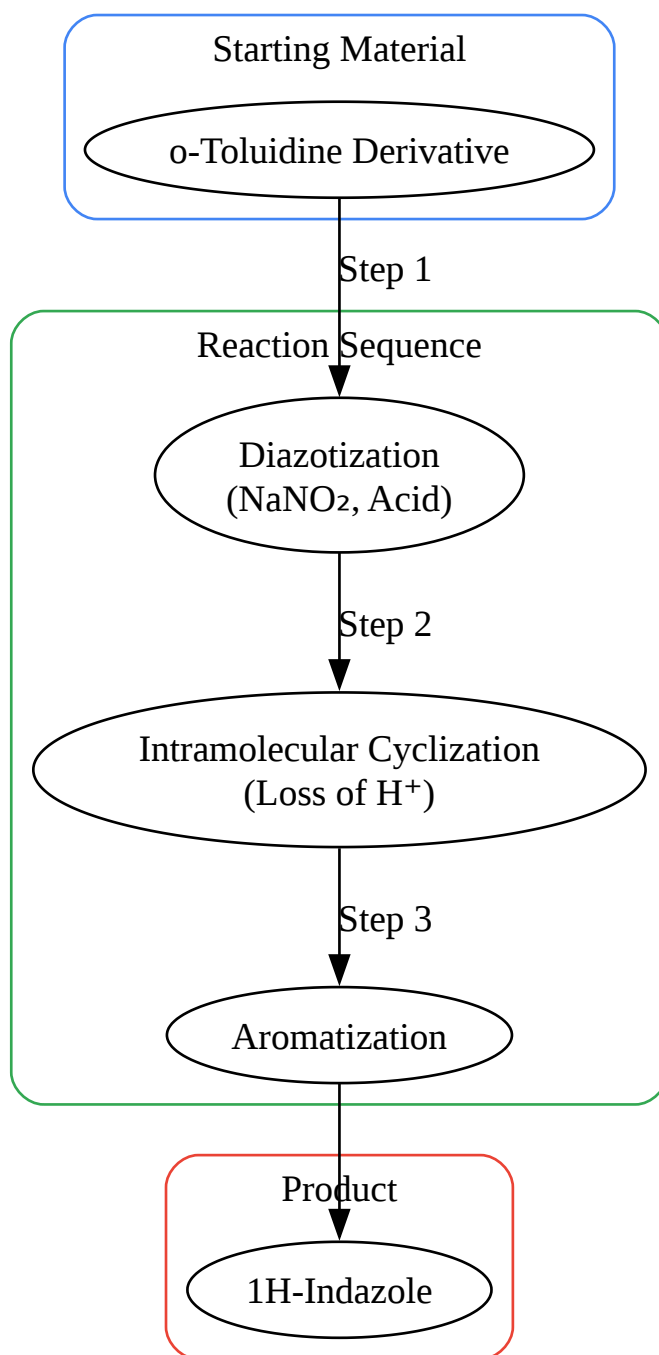 Starting Material
o-Toluidine Derivative
Step 1
Reaction Sequence
Diazotization
(NaNO₂, Acid)
Step 2
Intramolecular Cyclization
(Loss of H⁺)
Step 3
Aromatization
Product
1H-Indazole